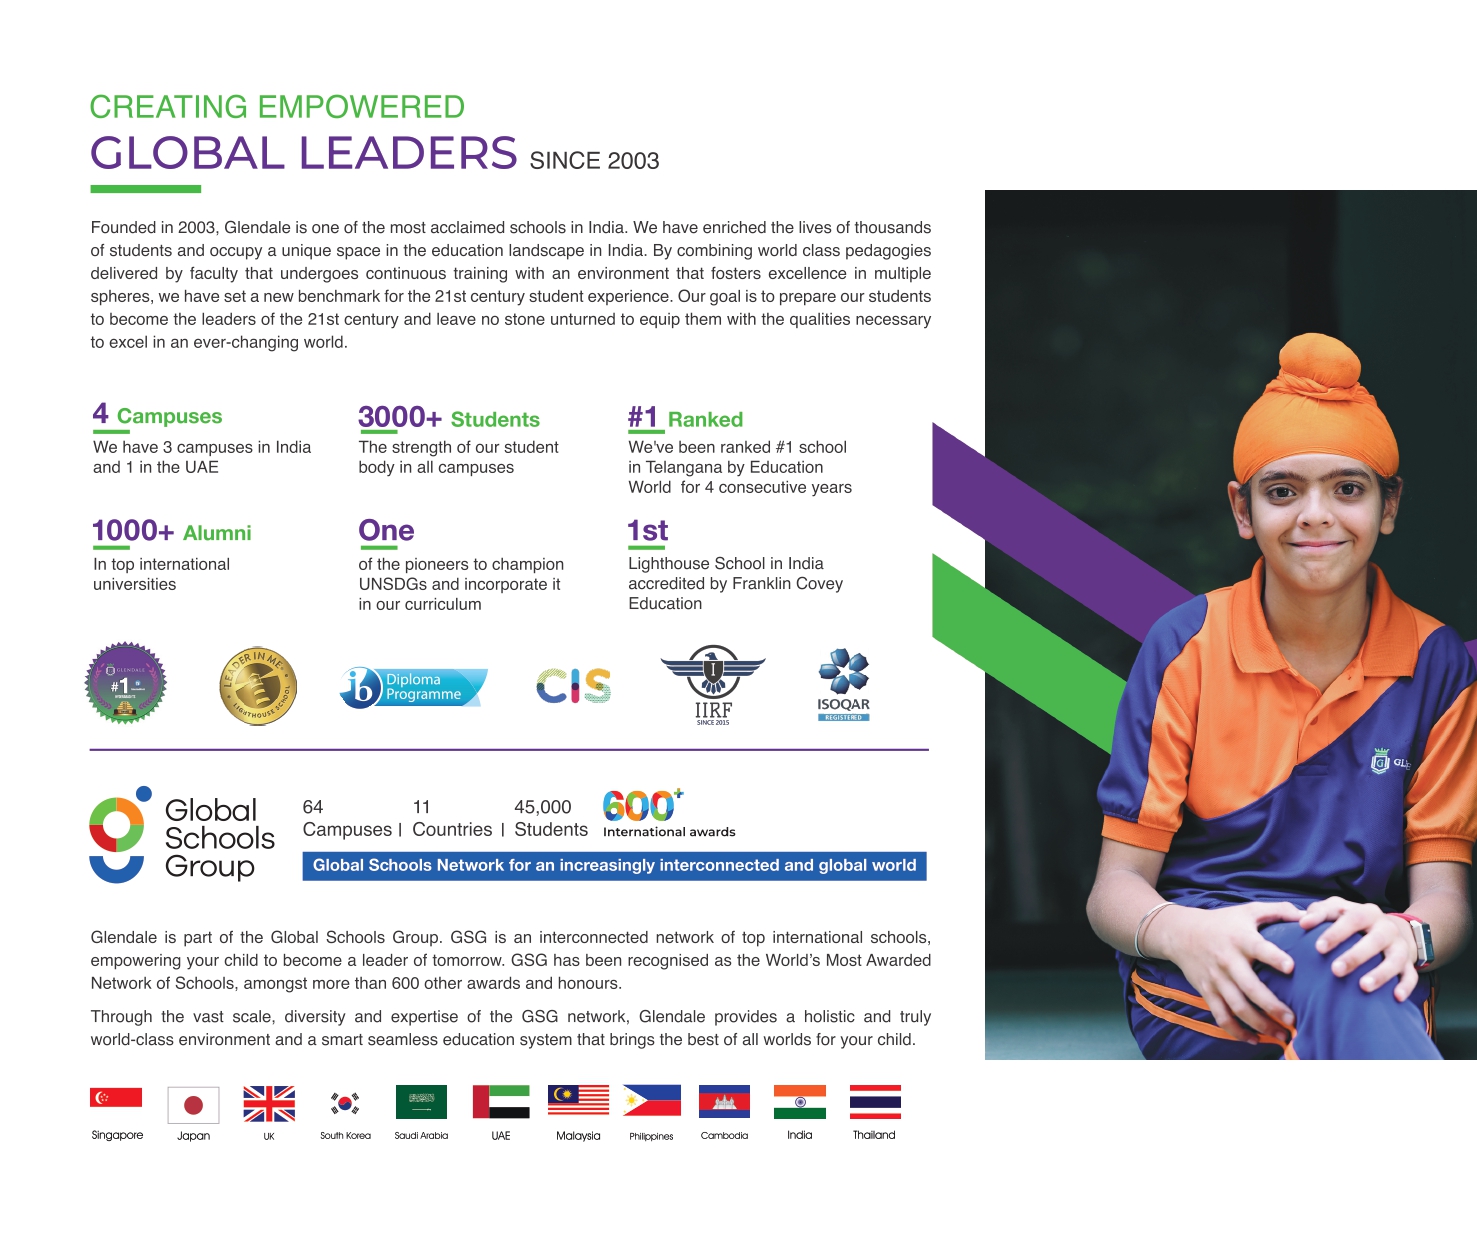 CREATING EMPOWERED
GLOBAL LEADERS SINCE 2003
Founded in 2003, Glendale is one of the most acclaimed schools in India. We have enriched the lives of thousands
of students and occupy a unique space in the education landscape in India. By combining world class pedagogies
delivered by faculty that undergoes continuous training with an environment that fosters excellence in multiple
spheres, we have set a new benchmark for the 21st century student experience. Our goal is to prepare our students
to become the leaders of the 21st century and leave no stone unturned to equip them with the qualities necessary
to excel in an ever-changing world.
4 Campuses
We have 3 campuses in India
and 1 in the UAE
3000+ Students
The strength of our student
body in all campuses
#1 Ranked
We've been ranked #1 school
in Telangana by Education
World for 4 consecutive years
1000+ Alumni
In top international
universities
One
of the pioneers to champion
UNSDGs and incorporate it
in our curriculum
1st
Lighthouse School in India
accredited by Franklin Covey
Education
GLENDALE
#1
LEADER IN ME
LIGHTHOUSE SCHOOL
ib Diploma
Programme
CIS
I
IIRF
SINCE 2015
ISOQAR
REGISTERED
Global
Schools
Group
64
Campuses |
11
Countries |
45,000
Students
600+
International awards
Global Schools Network for an increasingly interconnected and global world
Glendale is part of the Global Schools Group. GSG is an interconnected network of top international schools,
empowering your child to become a leader of tomorrow. GSG has been recognised as the World's Most Awarded
Network of Schools, amongst more than 600 other awards and honours.
Through the vast scale, diversity and expertise of the GSG network, Glendale provides a holistic and truly
world-class environment and a smart seamless education system that brings the best of all worlds for your child.
Singapore Japan UK South Korea Saudi Arabia UAE Malaysia Philippines Cambodia India Thailand
G GLE